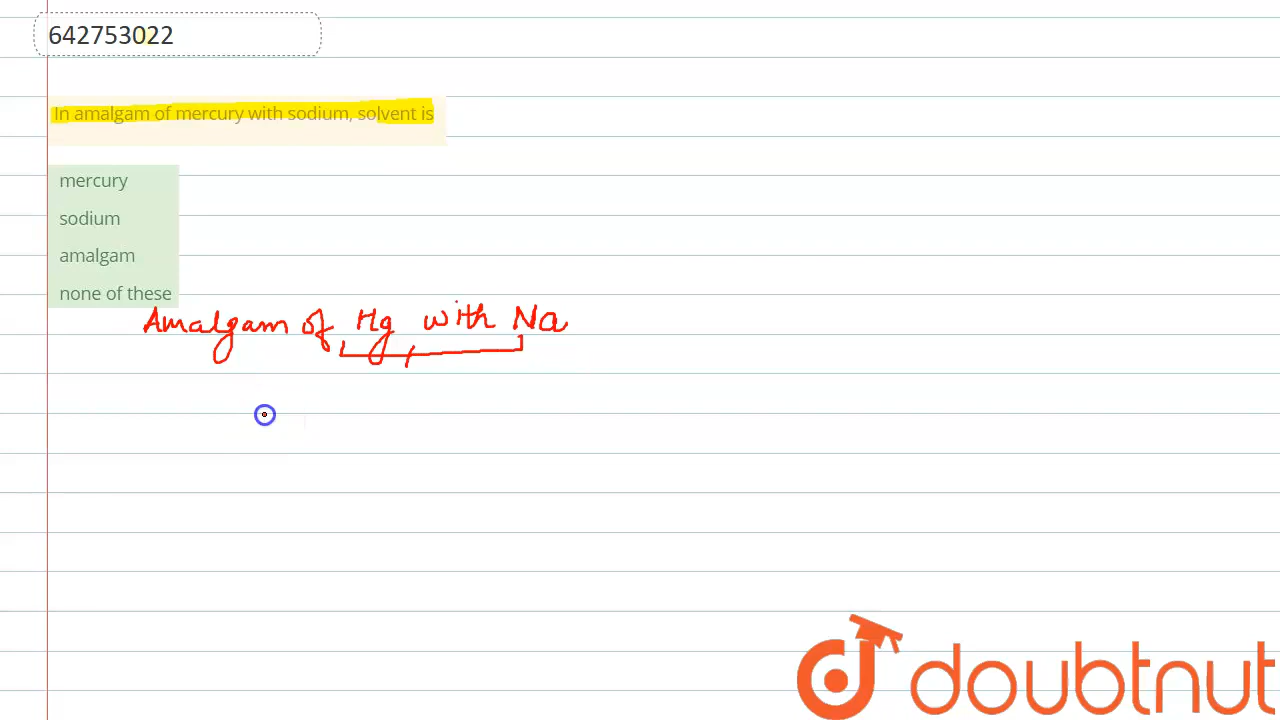 642753022
In amalgam of mercury with sodium, solvent is
mercury
sodium
amalgam
none of these
Amalgam of Hg with Na
doubtnut